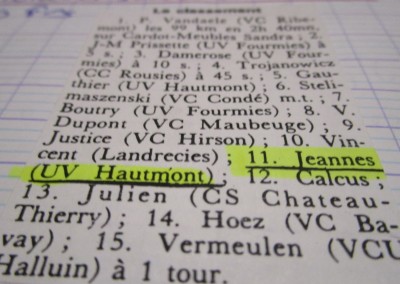 Le classement
1. P. Vandaele (VC Ribe-
mont) les 99 km en 2h 40mn,
sur Cardot-Meubles Sandra ; 2.
J-M Prissette (UV Fourmies) à
5 s. ; 3. Damerose (UV Four-
mies) à 10 s. ; 4. Trojanowicz
(CC Rousies) à 45 s. ; 5. Gau-
thier (UV Hautmont) ; 6. Steli-
maszenski (VC Condé) m.t. ; 7.
Boutry (UV Fourmies) ; 8. V.
Dupont (VC Maubeuge) ; 9.
Justice (VC Hirson) ; 10. Vin-
cent (Landrecies) ; 11. Jeannes
(UV Hautmont) ; 12. Calcus ;
13. Julien (CS Chateau-
Thierry) ; 14. Hoez (VC Ba-
vay) ; 15. Vermeulen (VCU
Halluin) à 1 tour.